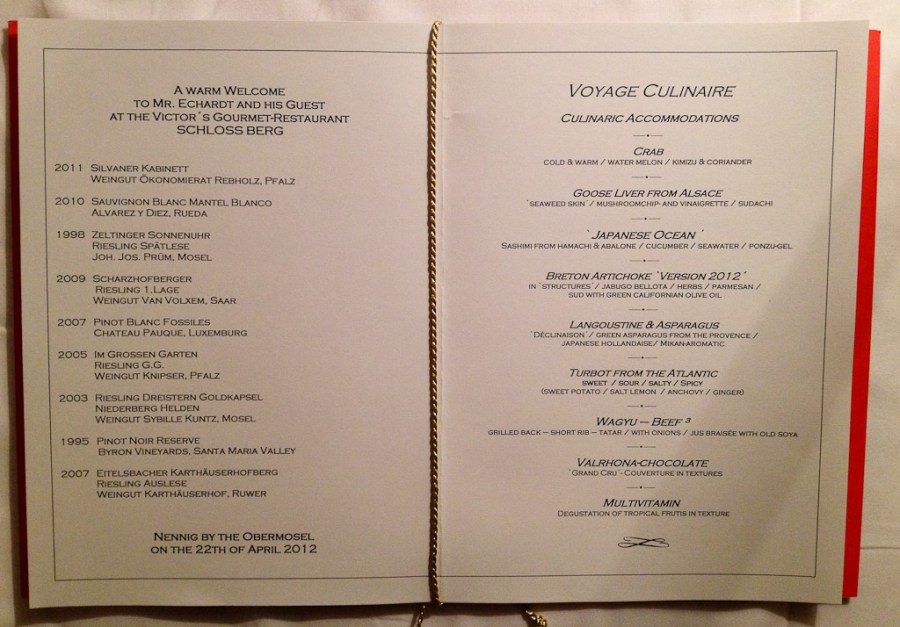 A WARM WELCOME
TO MR. ECHARDT AND HIS GUEST
AT THE VICTOR´S GOURMET-RESTAURANT
SCHLOSS BERG
2011 SILVANER KABINETT
WEINGUT ÖKONOMIERAT REBHOLZ, PFALZ
2010 SAUVIGNON BLANC MANTEL BLANCO
ALVAREZ Y DIEZ, RUEDA
1998 ZELTINGER SONNENUHR
RIESLING SPÄTLESE
JOH. JOS. PRÜM, MOSEL
2009 SCHARZHOFBERGER
RIESLING 1.LAGE
WEINGUT VAN VOLXEM, SAAR
2007 PINOT BLANC FOSSILES
CHATEAU PAUQUE, LUXEMBURG
2005 IM GROSSEN GARTEN
RIESLING G.G.
WEINGUT KNIPSER, PFALZ
2003 RIESLING DREISTERN GOLDKAPSEL
NIEDERBERG HELDEN
WEINGUT SYBILLE KUNTZ, MOSEL
1995 PINOT NOIR RESERVE
BYRON VINEYARDS, SANTA MARIA VALLEY
2007 EITELSBACHER KARTHÄUSERHOFBERG
RIESLING AUSLESE
WEINGUT KARTHÄUSERHOF, RUWER
NENNIG BY THE OBERMOSEL
ON THE 22TH OF APRIL 2012
VOYAGE CULINAIRE
CULINARIC ACCOMMODATIONS
CRAB
COLD & WARM / WATER MELON / KIMIZU & CORIANDER
GOOSE LIVER FROM ALSACE
`SEAWEED SKIN´ / MUSHROOMCHIP- AND VINAIGRETTE / SUDACHI
`JAPANESE OCEAN ´
SASHIMI FROM HAMACHI & ABALONE / CUCUMBER / SEAWATER / PONZU-GEL
BRETON ARTICHOKE `VERSION 2012´
IN `STRUCTURES´ / JABUGO BELLOTA / HERBS / PARMESAN /
SUD WITH GREEN CALIFORNIAN OLIVE OIL
LANGOUSTINE & ASPARAGUS
`DÈCLINAISON´ / GREEN ASPARAGUS FROM THE PROVENCE /
JAPANESE HOLLANDAISE/ MIKAN-AROMATIC
TURBOT FROM THE ATLANTIC
SWEET / SOUR / SALTY / SPICY
(SWEET POTATO / SALT LEMON / ANCHOVY / GINGER)
WAGYU – BEEF ³
GRILLED BACK – SHORT RIB – TATAR / WITH ONIONS / JUS BRAISÉE WITH OLD SOYA
VALRHONA-CHOCOLATE
`GRAND CRU´- COUVERTURE IN TEXTURES
MULTIVITAMIN
DEGUSTATION OF TROPICAL FRUTIS IN TEXTURE